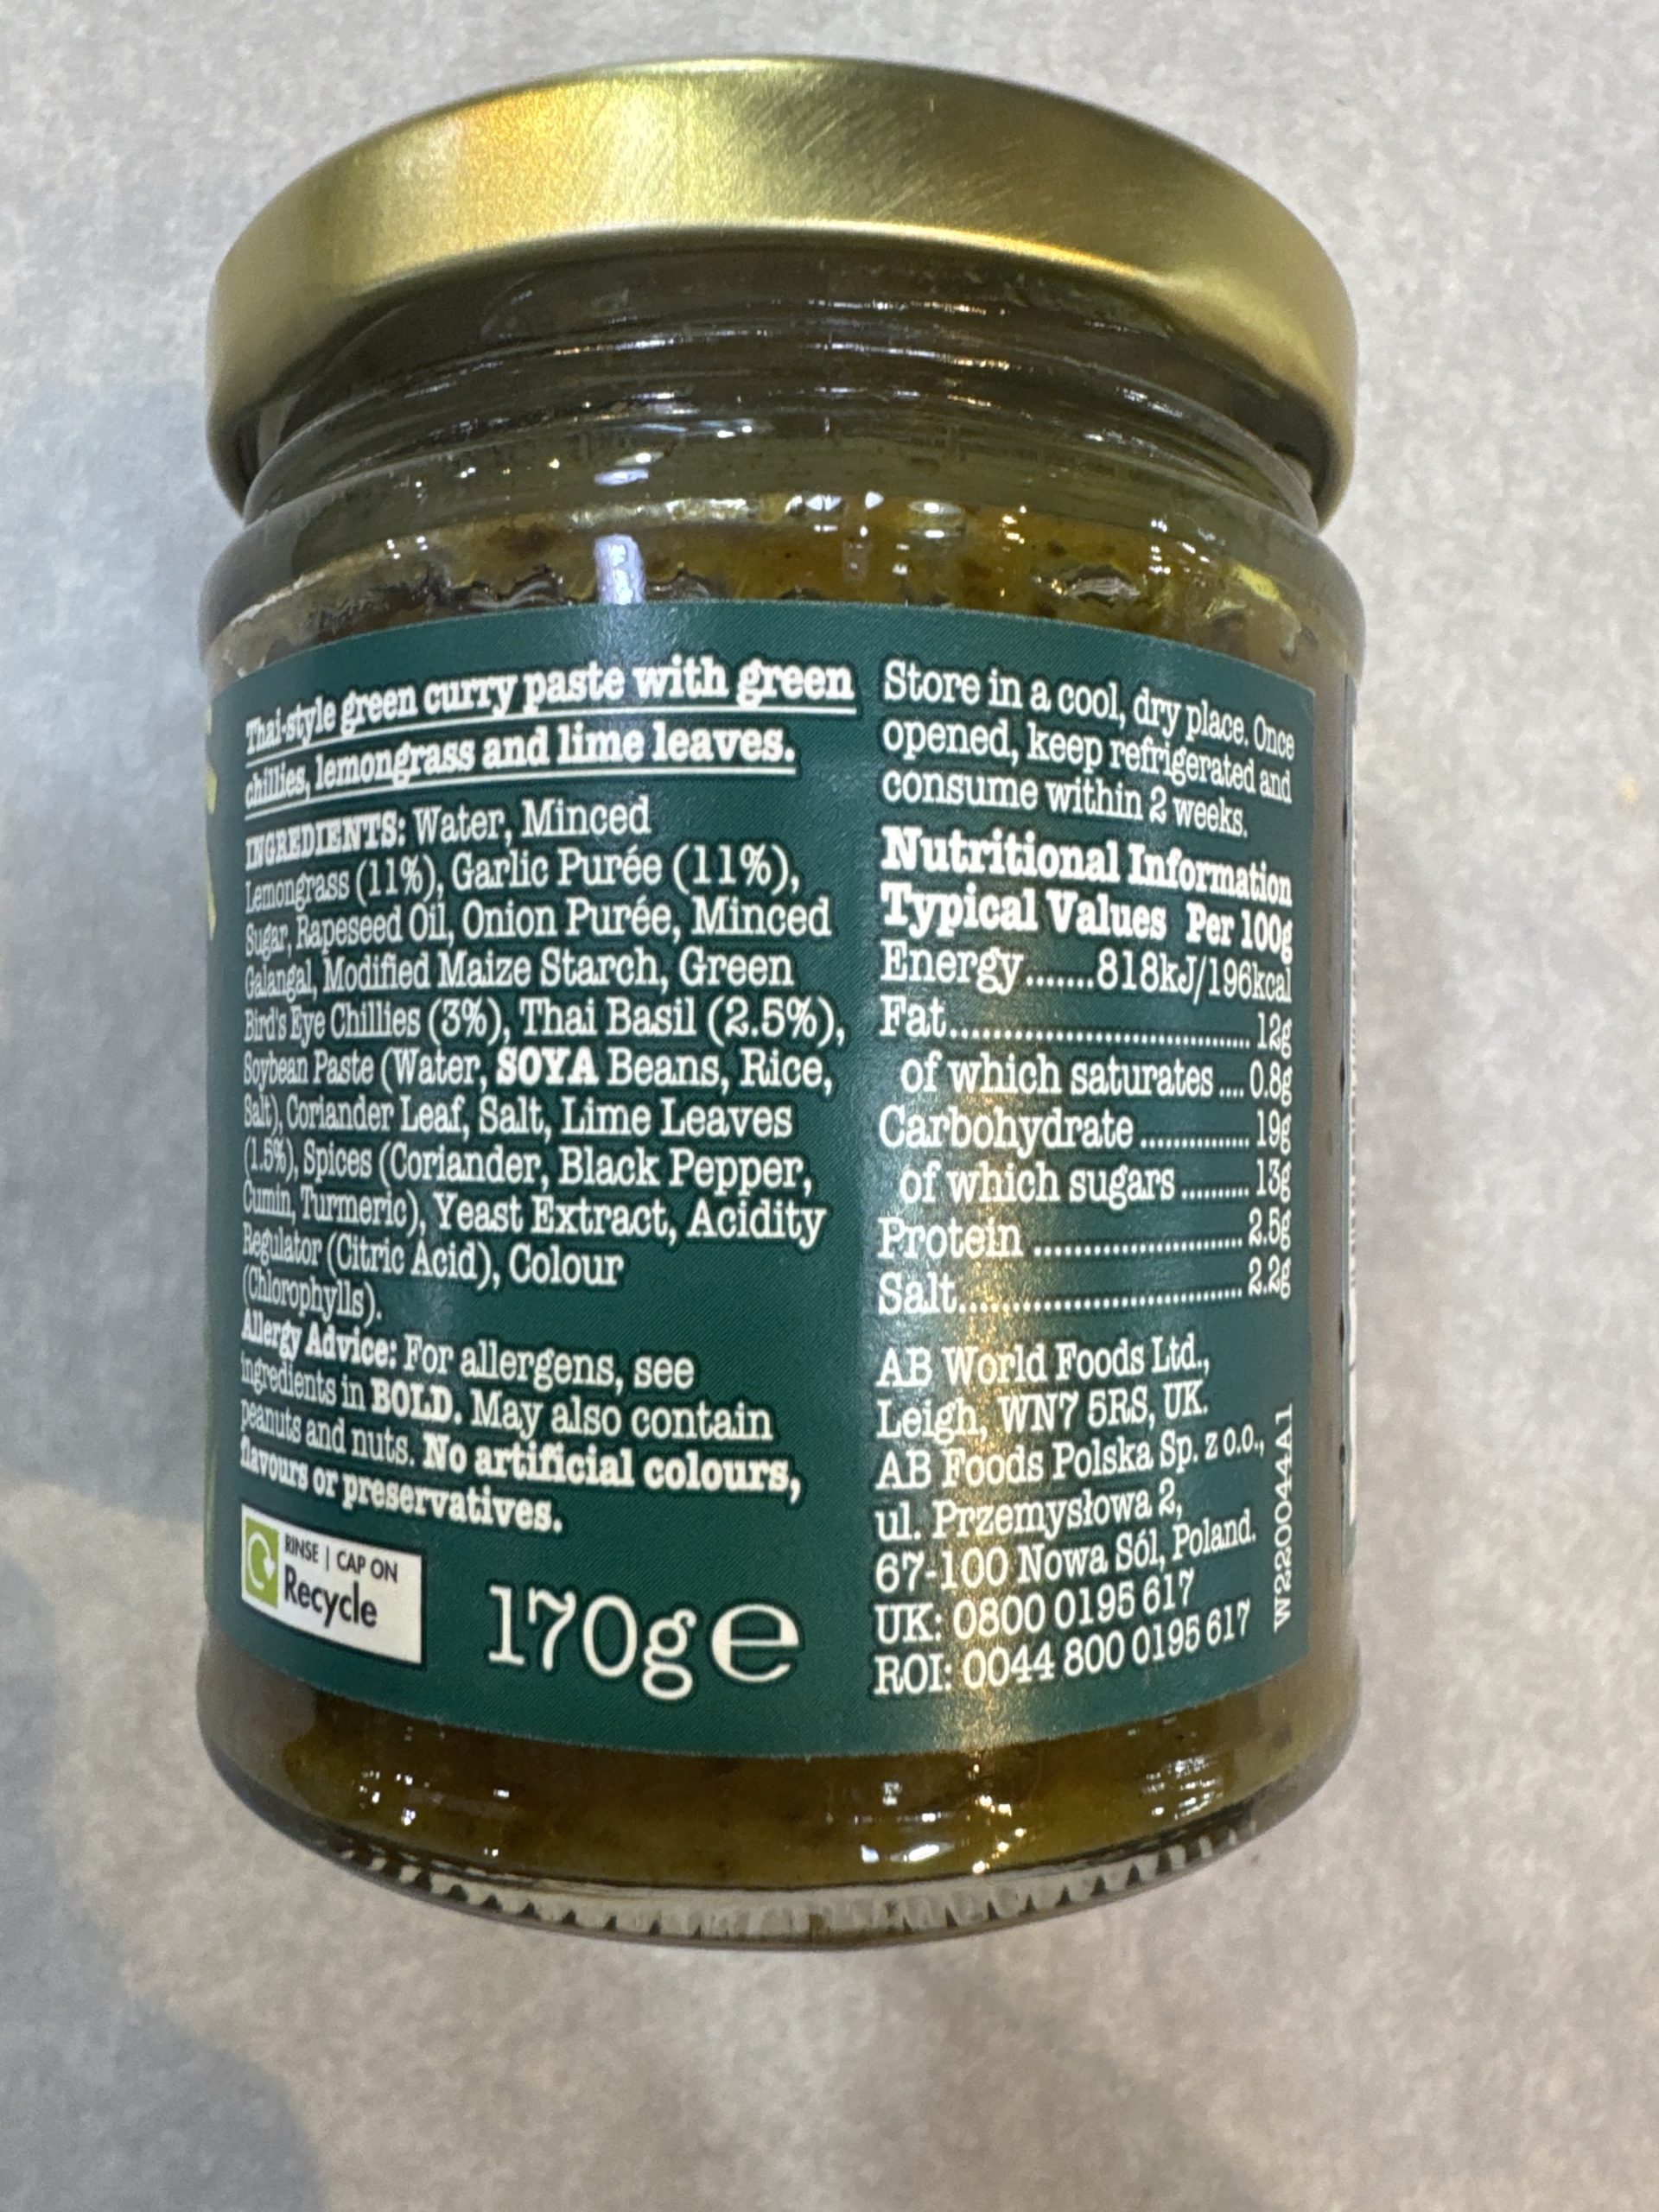 Thai-style green curry paste with green
chillies, lemongrass and lime leaves.
INGREDIENTS: Water, Minced
Lemongrass (11%), Garlic Purée (11%),
Sugar, Rapeseed Oil, Onion Purée, Minced
Galangal, Modified Maize Starch, Green
Bird's Eye Chillies (3%), Thai Basil (2.5%),
Soybean Paste (Water, SOYA Beans, Rice,
Salt), Coriander Leaf, Salt, Lime Leaves
(1.5%), Spices (Coriander, Black Pepper,
Cumin, Turmeric), Yeast Extract, Acidity
Regulator (Citric Acid), Colour
(Chlorophylls).
Allergy Advice: For allergens, see
ingredients in BOLD. May also contain
peanuts and nuts. No artificial colours,
flavours or preservatives.
RINSE | CAP ON
Recycle
170g e
Store in a cool, dry place. Once
opened, keep refrigerated and
consume within 2 weeks.
Nutritional Information
Typical Values Per 100g
Energy.......818kJ/196kcal
Fat.............................. 12g
of which saturates .... 0.8g
Carbohydrate.............. 19g
of which sugars .......... 13g
Protein ..................... 2.5g
Salt............................ 2.2g
AB World Foods Ltd.,
Leigh, WN7 5RS, UK.
AB Foods Polska Sp. z o.o.,
ul. Przemysłowa 2,
67-100 Nowa Sól, Poland.
UK: 0800 0195 617
ROI: 0044 800 0195 617
W220044A1